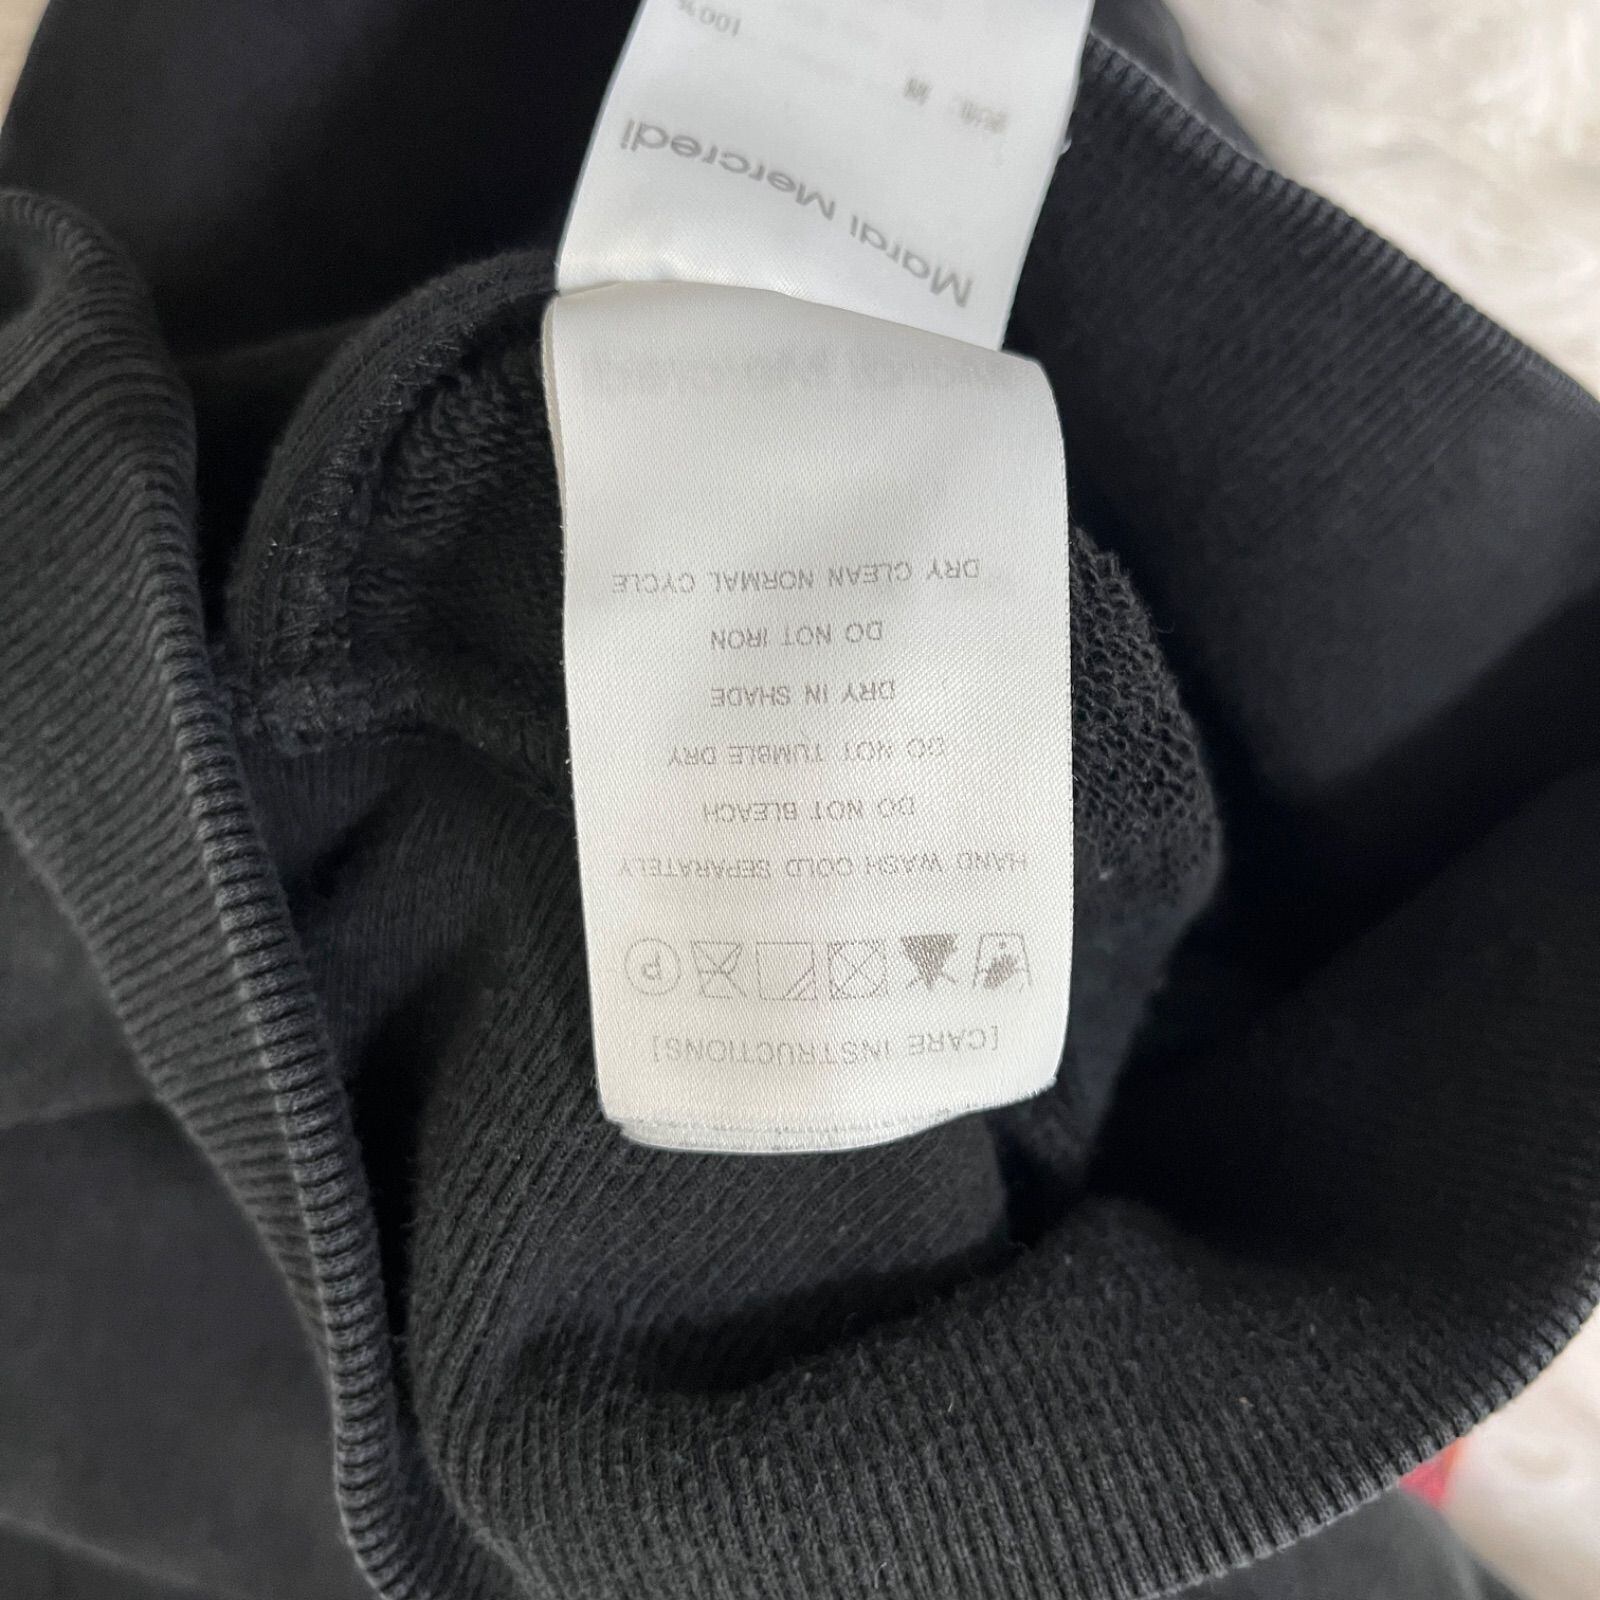 [CARE INSTRUCTIONS]
P
HAND WASH COLD SEPARATELY
DO NOT BLEACH
DO NOT TUMBLE DRY
DRY IN SHADE
DO NOT IRON
DRY CLEAN NORMAL CYCLE
Mardi Mercredi
100%